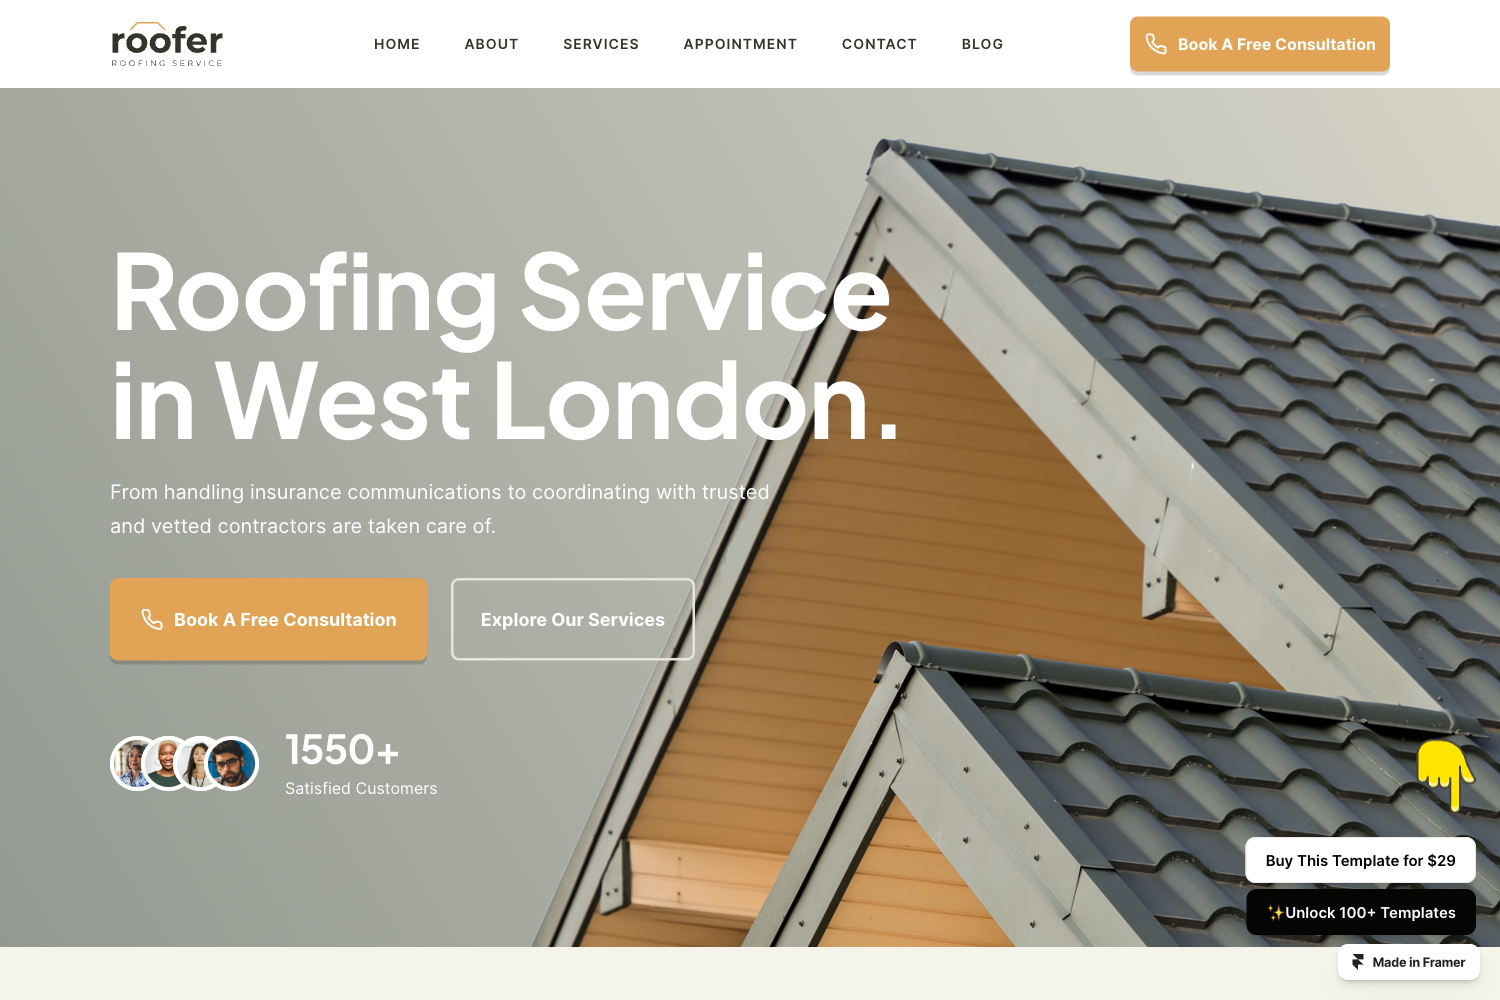 roofer
ROOFING SERVICE
HOME
ABOUT
SERVICES
APPOINTMENT
CONTACT
BLOG
Book A Free Consultation
Roofing Service
in West London.
From handling insurance communications to coordinating with trusted
and vetted contractors are taken care of.
Book A Free Consultation
Explore Our Services
1550+
Satisfied Customers
Buy This Template for $29
✨Unlock 100+ Templates
Made in Framer